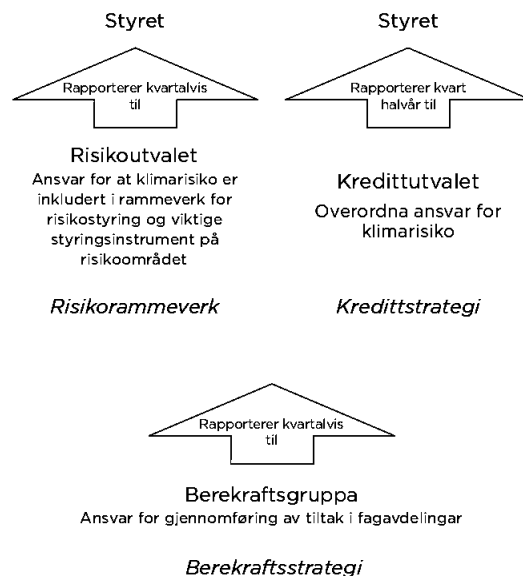 Styret
Rapporterer kvartalvis
til
Risikoutvalet
Ansvar for at klimarisiko er
inkludert i rammeverk for
risikostyring og viktige
styringsinstrument på
risikoområdet
Risikorammeverk
Styret
Rapporterer kvart
halvår til
Kredittutvalet
Overordna ansvar for
klimarisiko
Kredittstrategi
Rapporterer kvartalvis
til
Berekraftsgruppa
Ansvar for gjennomføring av tiltak i fagavdelingar
Berekraftsstrategi